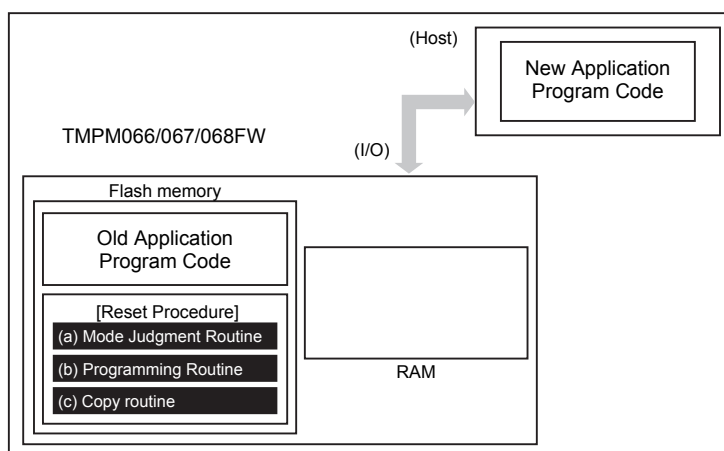 (Host)
New Application
Program Code
TMPM066/067/068FW
(I/O)
Flash memory
Old Application
Program Code
[Reset Procedure]
(a) Mode Judgment Routine
(b) Programming Routine
(c) Copy routine
RAM